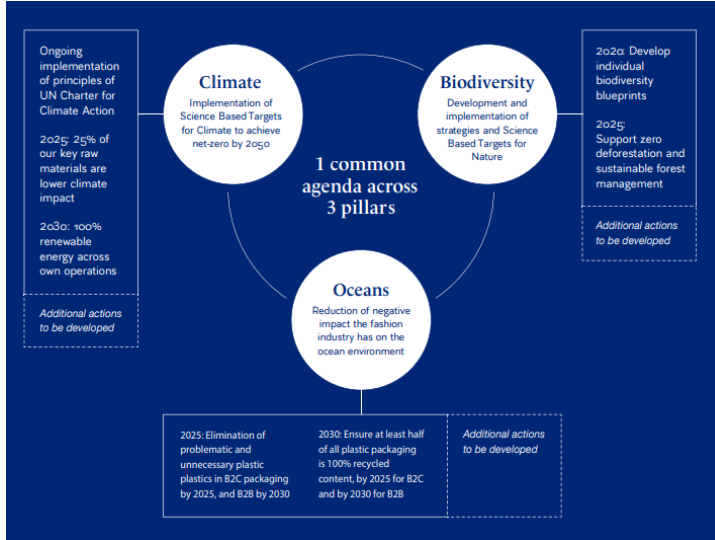 Ongoing
implementation
of principles of
UN Charter for
Climate Action
2025: 25% of
our key raw
materials are
lower climate
impact
2030: 100%
renewable
energy across
own operations
Additional actions
to be developed
Climate
Implementation of
Science Based Targets
for Climate to achieve
net-zero by 2050
1 common
agenda across
3 pillars
Biodiversity
Development and
implementation of
strategies and Science
Based Targets for
Nature
2020: Develop
individual
biodiversity
blueprints
2025:
Support zero
deforestation and
sustainable forest
management
Additional actions
to be developed
Oceans
Reduction of negative
impact the fashion
industry has on the
ocean environment
2025: Elimination of
problematic and
unnecessary plastic
plastics in B2C packaging
by 2025, and B2B by 2030
2030: Ensure at least half
of all plastic packaging
is 100% recycled
content, by 2025 for B2C
and by 2030 for B2B
Additional actions
to be developed